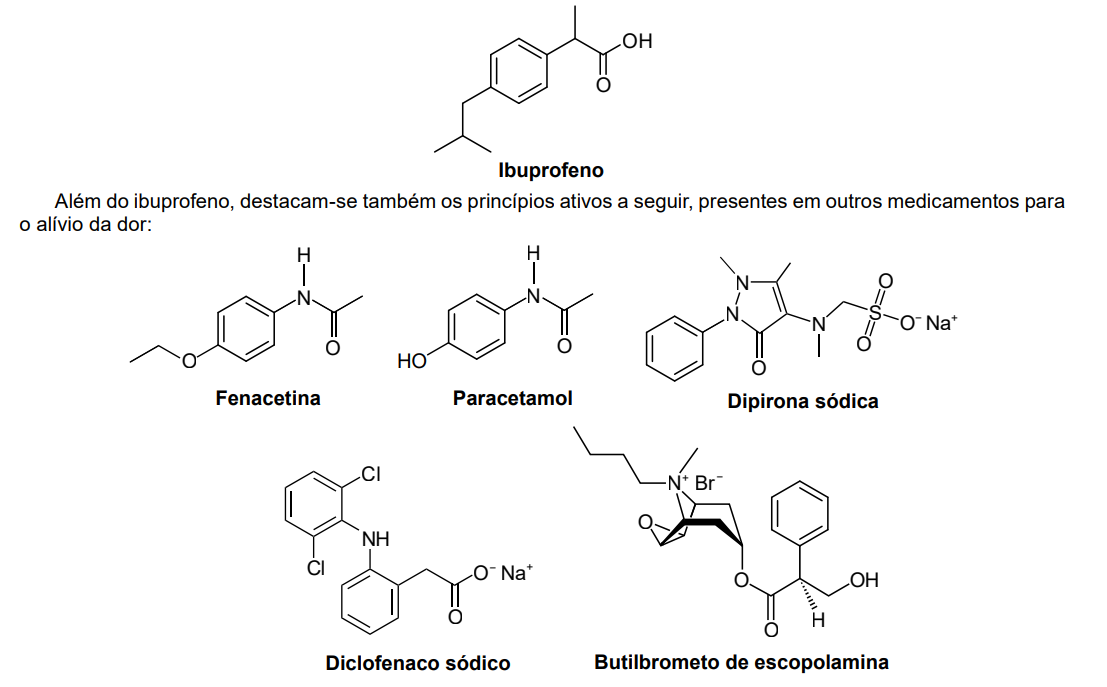 OH
O
Ibuprofeno
Além do ibuprofeno, destacam-se também os princípios ativos a seguir, presentes em outros medicamentos para
o alívio da dor:
H
N
O
O
Fenacetina
H
N
O
HO
Paracetamol
N
N
O
N
S
O
O
O⁻ Na⁺
Dipirona sódica
Cl
Cl
NH
O⁻ Na⁺
O
Diclofenaco sódico
N⁺ Br⁻
O
O
O
OH
H
Butilbrometo de escopolamina